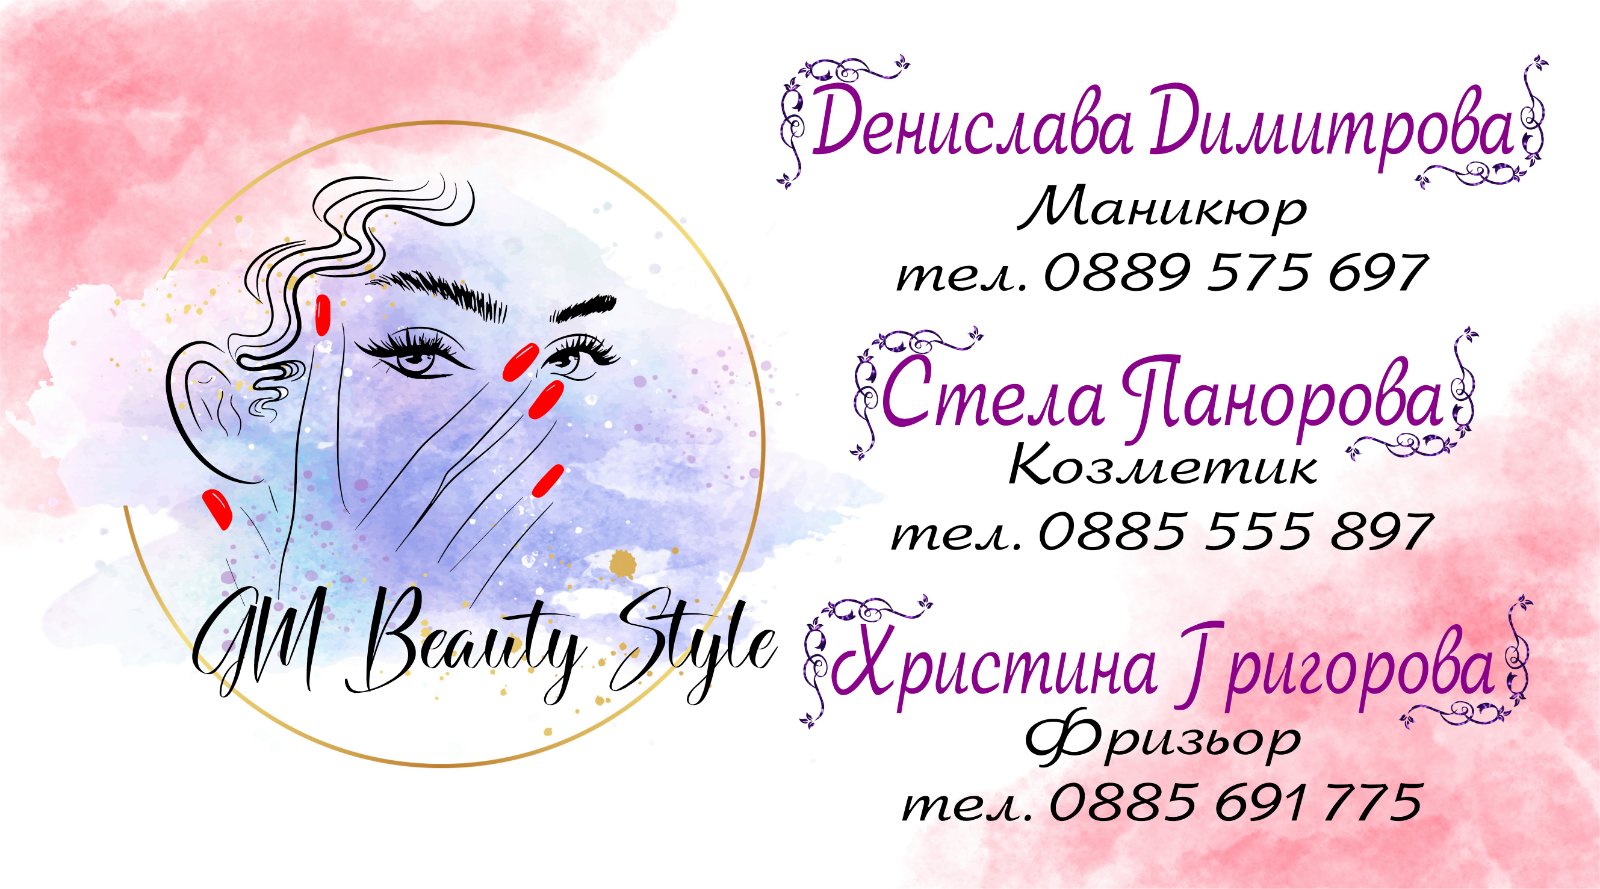 GM Beauty Style
Денислава Димитрова
Маникюр
тел. 0889 575 697
Стела Панорова
Козметик
тел. 0885 555 897
Христина Григорова
Фризьор
тел. 0885 691 775